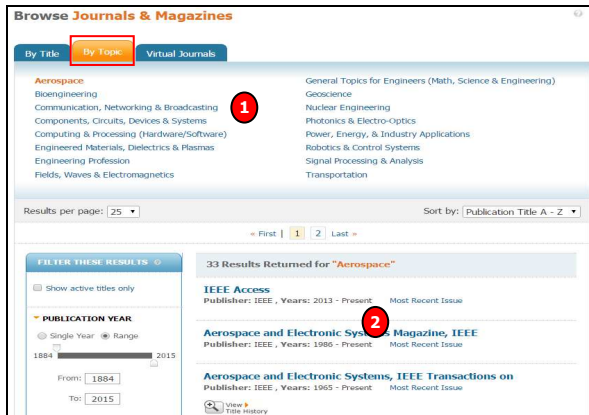 Browse Journals & Magazines
By Title By Topic Virtual Journals
Aerospace
Bioengineering
Communication, Networking & Broadcasting
Components, Circuits, Devices & Systems
Computing & Processing (Hardware/Software)
Engineered Materials, Dielectrics & Plasmas
Engineering Profession
Fields, Waves & Electromagnetics
General Topics for Engineers (Math, Science & Engineering)
Geoscience
Nuclear Engineering
Photonics & Electro-Optics
Power, Energy, & Industry Applications
Robotics & Control Systems
Signal Processing & Analysis
Transportation
1
Results per page: 25
Sort by: Publication Title A - Z
« First | 1 2 Last »
FILTER THESE RESULTS
Show active titles only
PUBLICATION YEAR
Single Year Range
1884 2015
From: 1884
To: 2015
33 Results Returned for "Aerospace"
IEEE Access
Publisher: IEEE , Years: 2013 - Present Most Recent Issue
2
Aerospace and Electronic Systems Magazine, IEEE
Publisher: IEEE , Years: 1986 - Present Most Recent Issue
Aerospace and Electronic Systems, IEEE Transactions on
Publisher: IEEE , Years: 1965 - Present Most Recent Issue
View
Title History